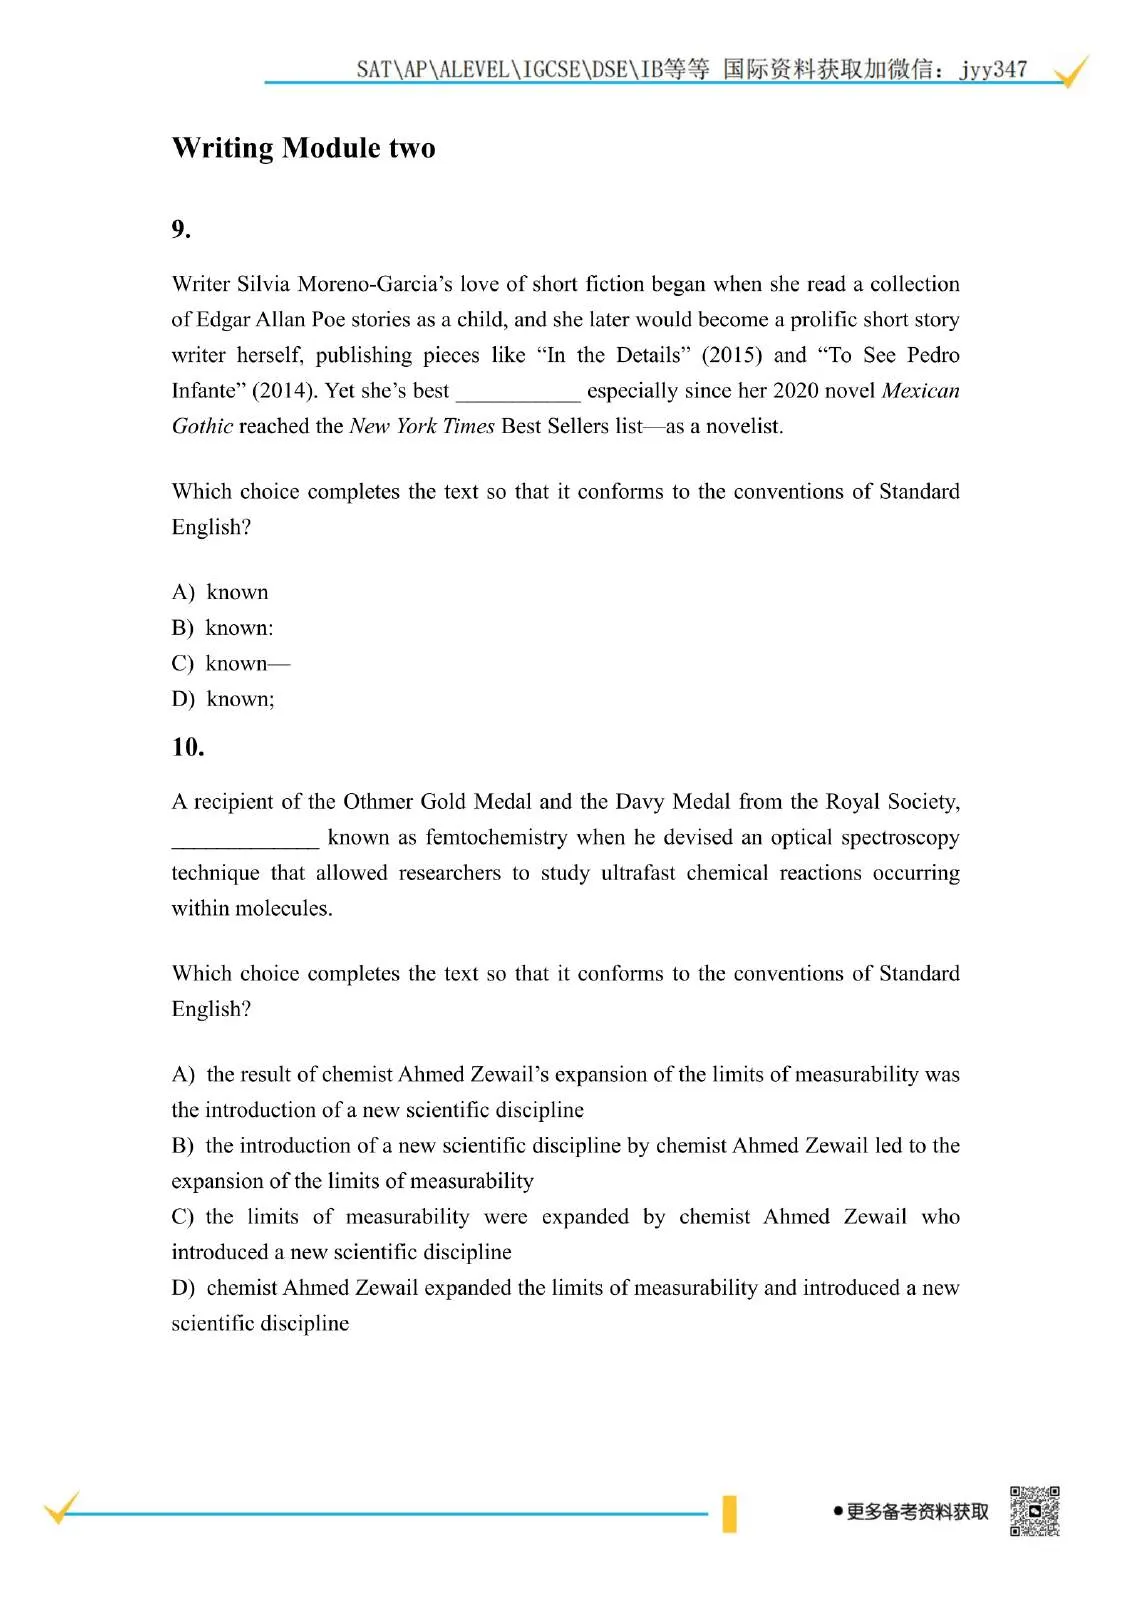 SAT\AP\ALEVEL\IGCSE\DSE\IB等等 国际资料获取加微信：jyy347
Writing Module two
9.
Writer Silvia Moreno-Garcia’s love of short fiction began when she read a collection
of Edgar Allan Poe stories as a child, and she later would become a prolific short story
writer herself, publishing pieces like “In the Details” (2015) and “To See Pedro
Infante” (2014). Yet she’s best ___________ especially since her 2020 novel Mexican
Gothic reached the New York Times Best Sellers list—as a novelist.
Which choice completes the text so that it conforms to the conventions of Standard
English?
A) known
B) known:
C) known—
D) known;
10.
A recipient of the Othmer Gold Medal and the Davy Medal from the Royal Society,
_____________ known as femtochemistry when he devised an optical spectroscopy
technique that allowed researchers to study ultrafast chemical reactions occurring
within molecules.
Which choice completes the text so that it conforms to the conventions of Standard
English?
A) the result of chemist Ahmed Zewail’s expansion of the limits of measurability was
the introduction of a new scientific discipline
B) the introduction of a new scientific discipline by chemist Ahmed Zewail led to the
expansion of the limits of measurability
C) the limits of measurability were expanded by chemist Ahmed Zewail who
introduced a new scientific discipline
D) chemist Ahmed Zewail expanded the limits of measurability and introduced a new
scientific discipline
●更多备考资料获取